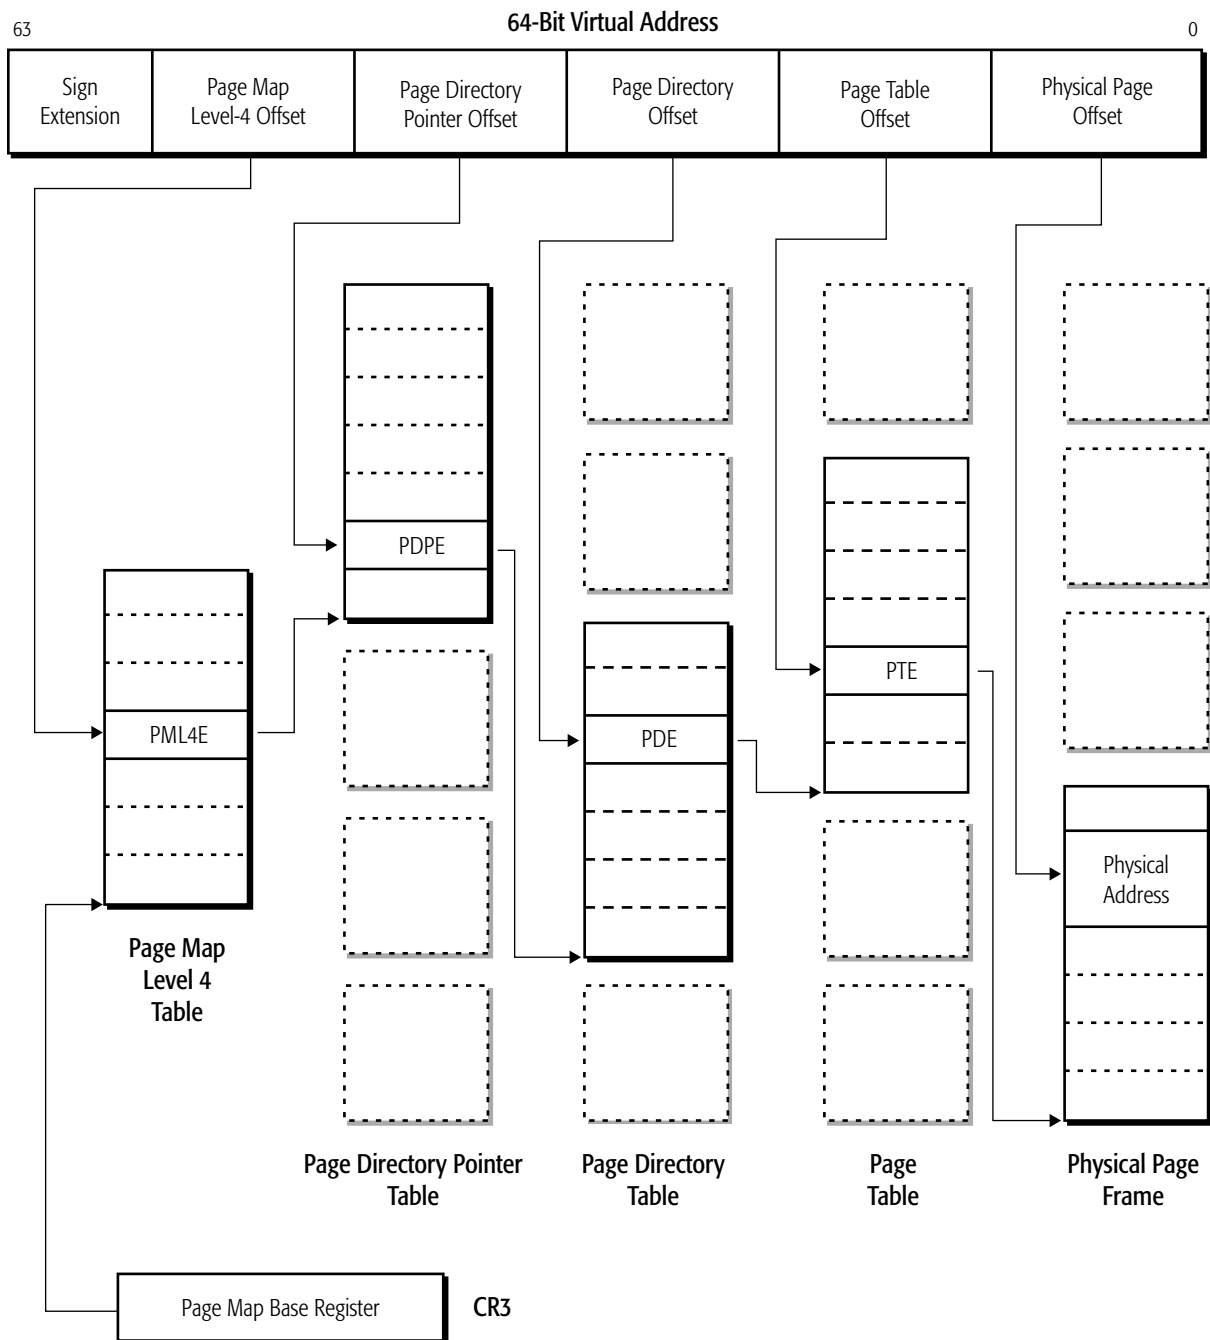 64-Bit Virtual Address
63
0
Sign
Extension
Page Map
Level-4 Offset
Page Directory
Pointer Offset
Page Directory
Offset
Page Table
Offset
Physical Page
Offset
PDPE
PTE
PML4E
PDE
Physical
Address
Page Map
Level 4
Table
Page Directory Pointer
Table
Page Directory
Table
Page
Table
Physical Page
Frame
Page Map Base Register
CR3